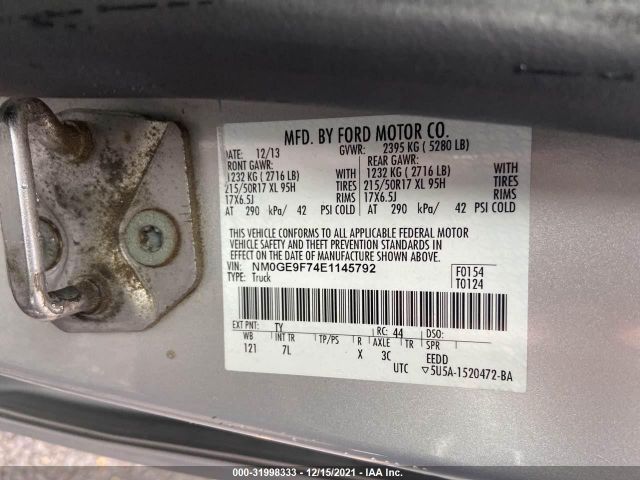 MFD. BY FORD MOTOR CO.
DATE: 12/13 GVWR: 2395 KG ( 5280 LB)
FRONT GAWR: REAR GAWR:
1232 KG ( 2716 LB) WITH 1232 KG ( 2716 LB) WITH
215/50R17 XL 95H TIRES 215/50R17 XL 95H TIRES
17X6.5J RIMS 17X6.5J RIMS
AT 290 kPa/ 42 PSI COLD AT 290 kPa/ 42 PSI COLD
THIS VEHICLE CONFORMS TO ALL APPLICABLE FEDERAL MOTOR
VEHICLE SAFETY AND THEFT PREVENTION STANDARDS IN
EFFECT ON THE DATE OF MANUFACTURE SHOWN ABOVE.
VIN: NM0GE9F74E1145792 F0154
TYPE: Truck T0124
EXT PNT: TY RC: 44 DSO:
WB INT TR TP/PS R AXLE TR SPR
121 7L X 3C EEDD
UTC ▽5U5A-1520472-BA
000-31998333 - 12/15/2021 - IAA Inc.